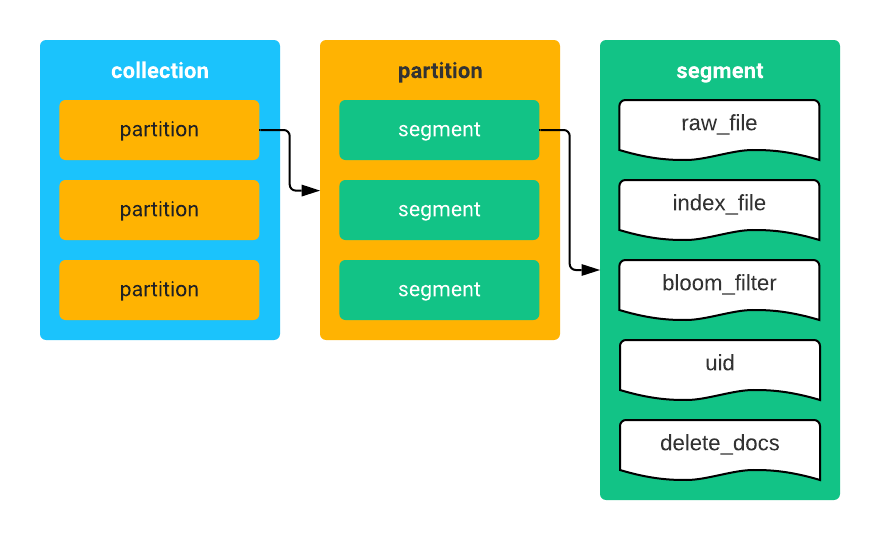 collection
partition
partition
partition
partition
segment
segment
segment
segment
raw_file
index_file
bloom_filter
uid
delete_docs